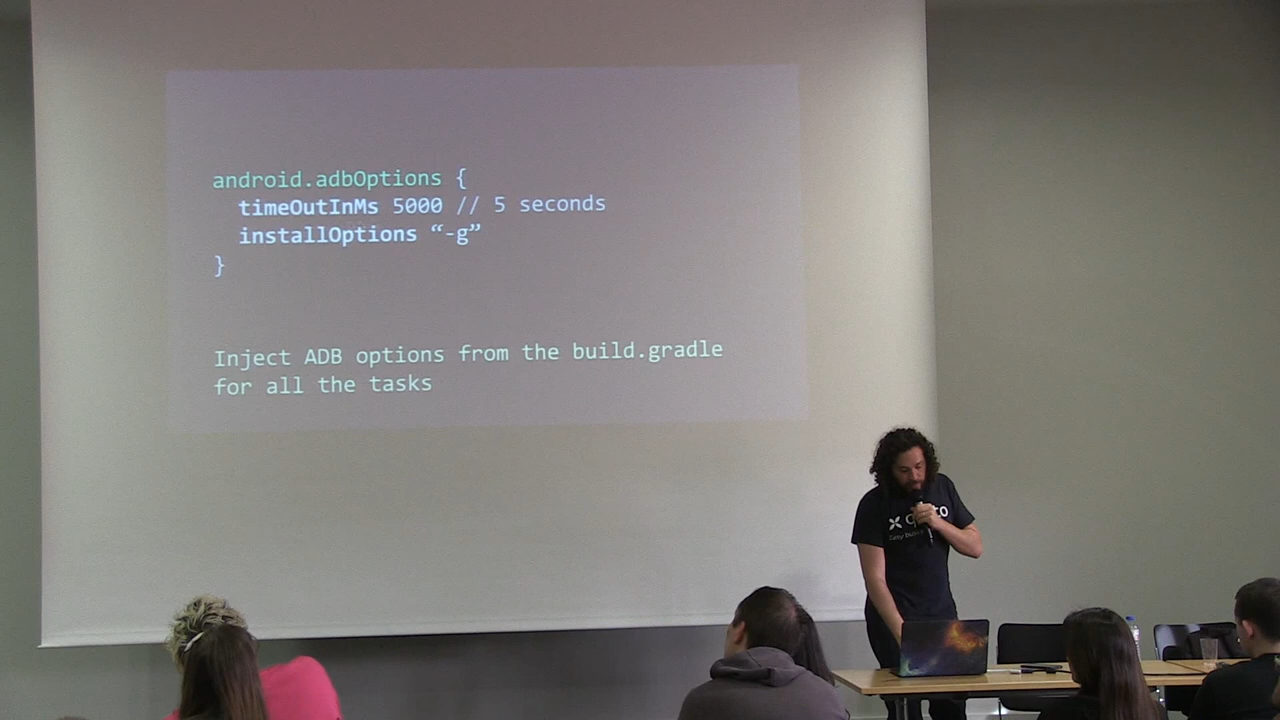 android.adbOptions {
timeOutInMs 5000 // 5 seconds
installOptions “-g”
}
Inject ADB options from the build.gradle
for all the tasks